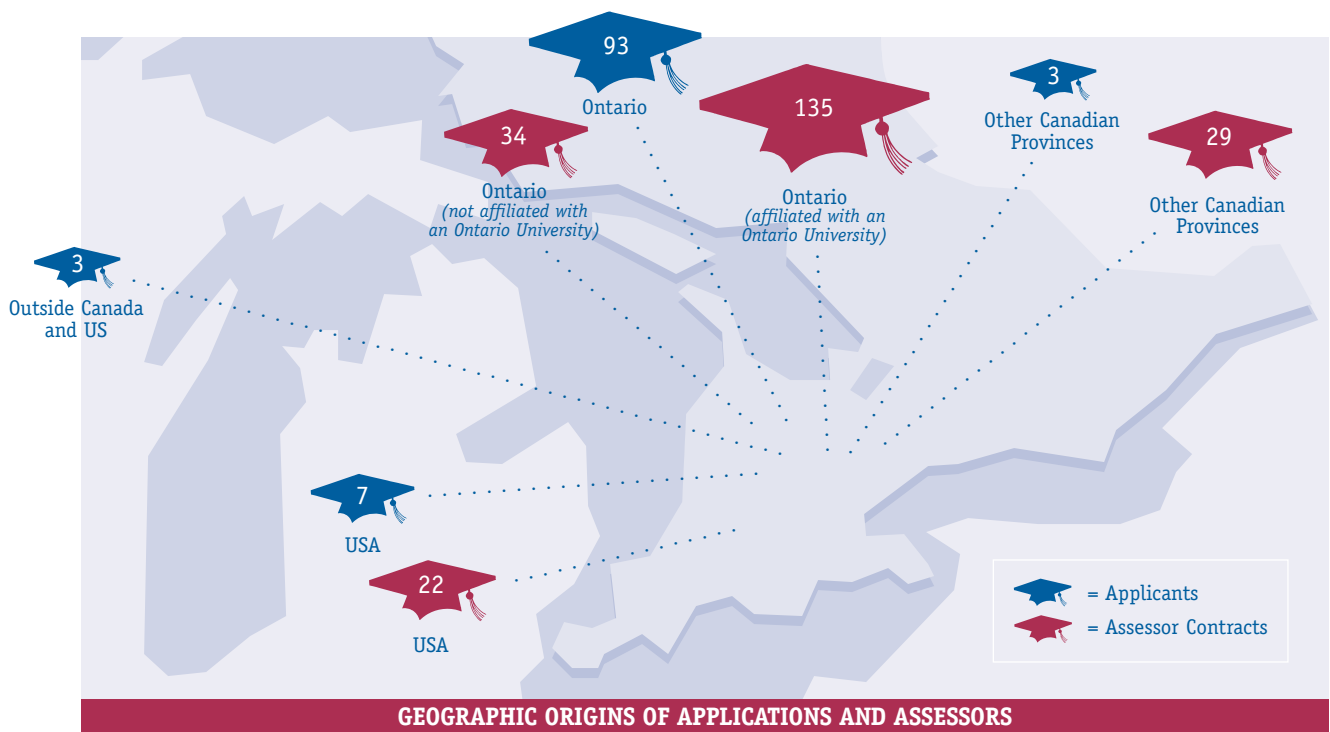 93
Ontario
34
Ontario
(not affiliated with
an Ontario University)
135
Ontario
(affiliated with an
Ontario University)
3
Other Canadian
Provinces
29
Other Canadian
Provinces
3
Outside Canada
and US
7
USA
22
USA
= Applicants
= Assessor Contracts
GEOGRAPHIC ORIGINS OF APPLICATIONS AND ASSESSORS